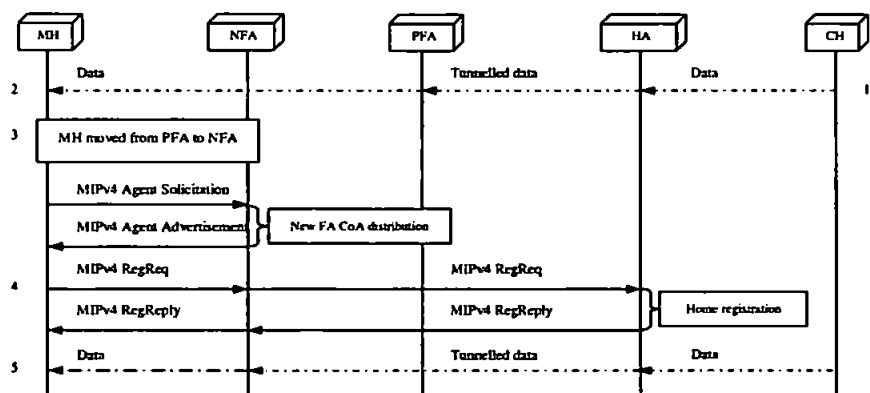 MH NFA PFA HA CH
Data Tunnelled data Data
2 1
3 MH moved from PFA to NFA
MIPv4 Agent Solicitation
MIPv4 Agent Advertisement New FA CoA distribution
MIPv4 RegReq MIPv4 RegReq
4
MIPv4 RegReply MIPv4 RegReply Home registration
Data Tunnelled data Data
5